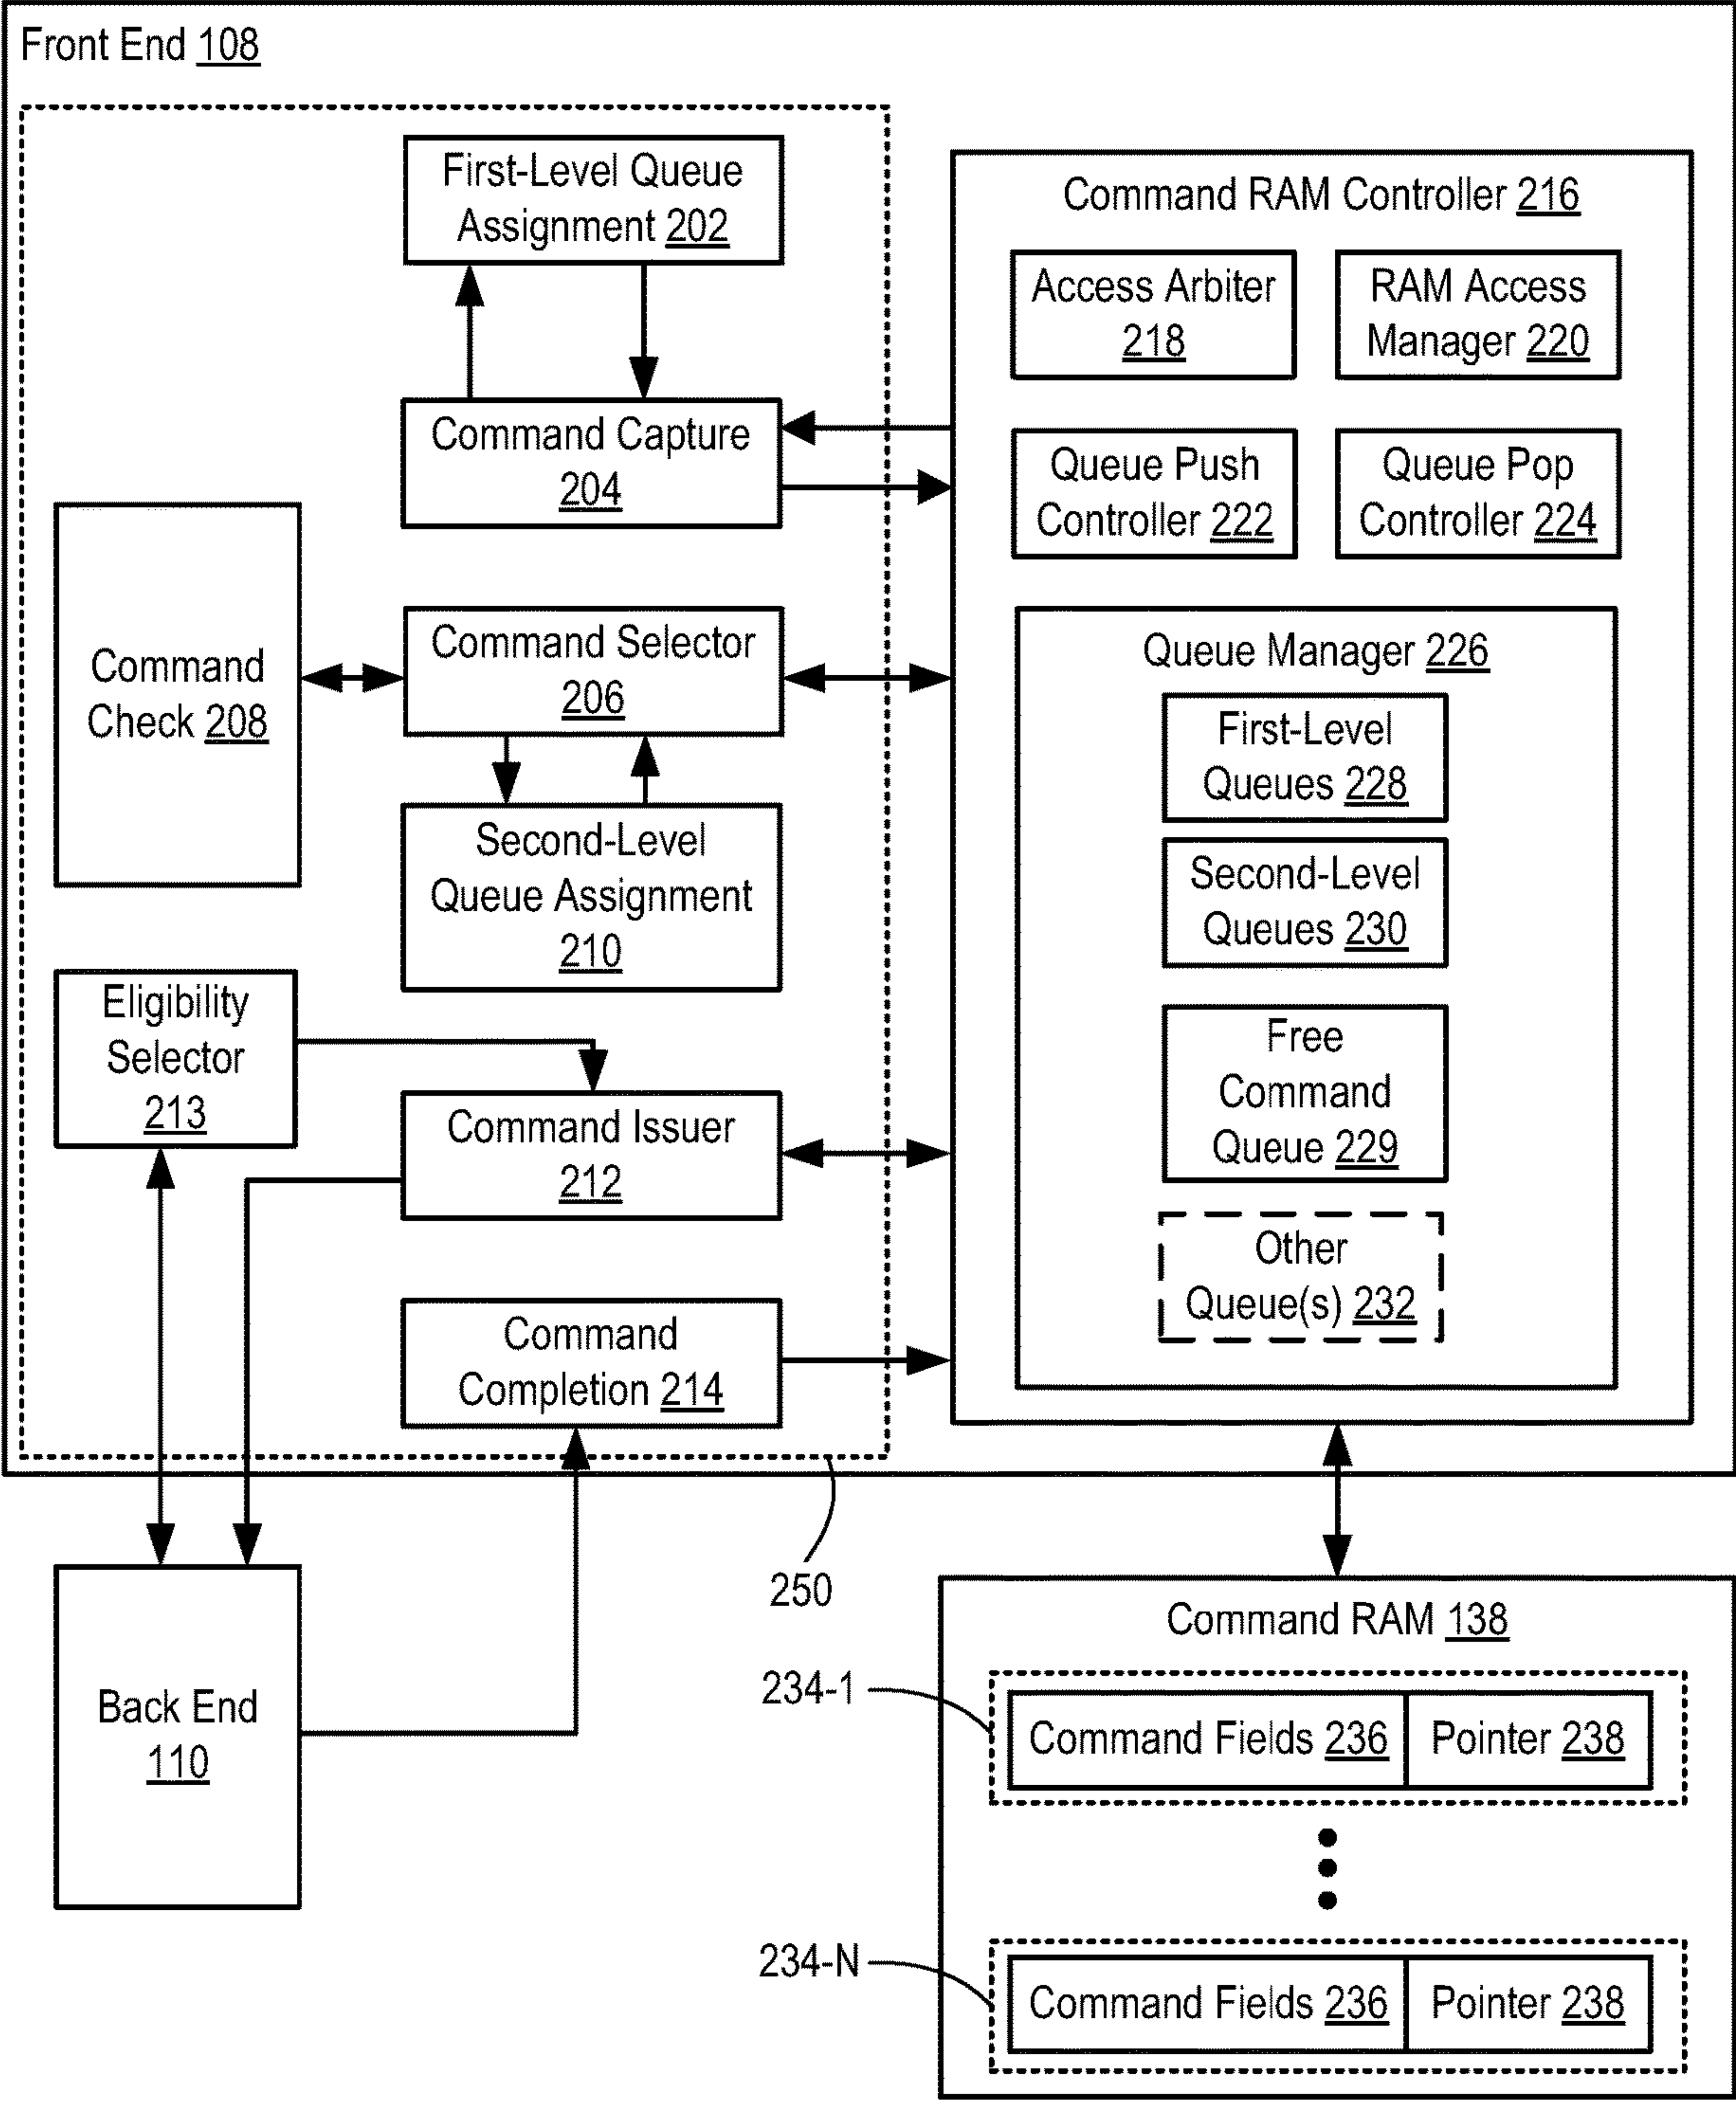 Front End 108
First-Level Queue
Assignment 202
Command Capture
204
Command
Check 208
Command Selector
206
Second-Level
Queue Assignment
210
Eligibility
Selector
213
Command Issuer
212
Command
Completion 214
Command RAM Controller 216
Access Arbiter
218
RAM Access
Manager 220
Queue Push
Controller 222
Queue Pop
Controller 224
Queue Manager 226
First-Level
Queues 228
Second-Level
Queues 230
Free
Command
Queue 229
Other
Queue(s) 232
250
Back End
110
Command RAM 138
234-1
Command Fields 236
Pointer 238
234-N
Command Fields 236
Pointer 238